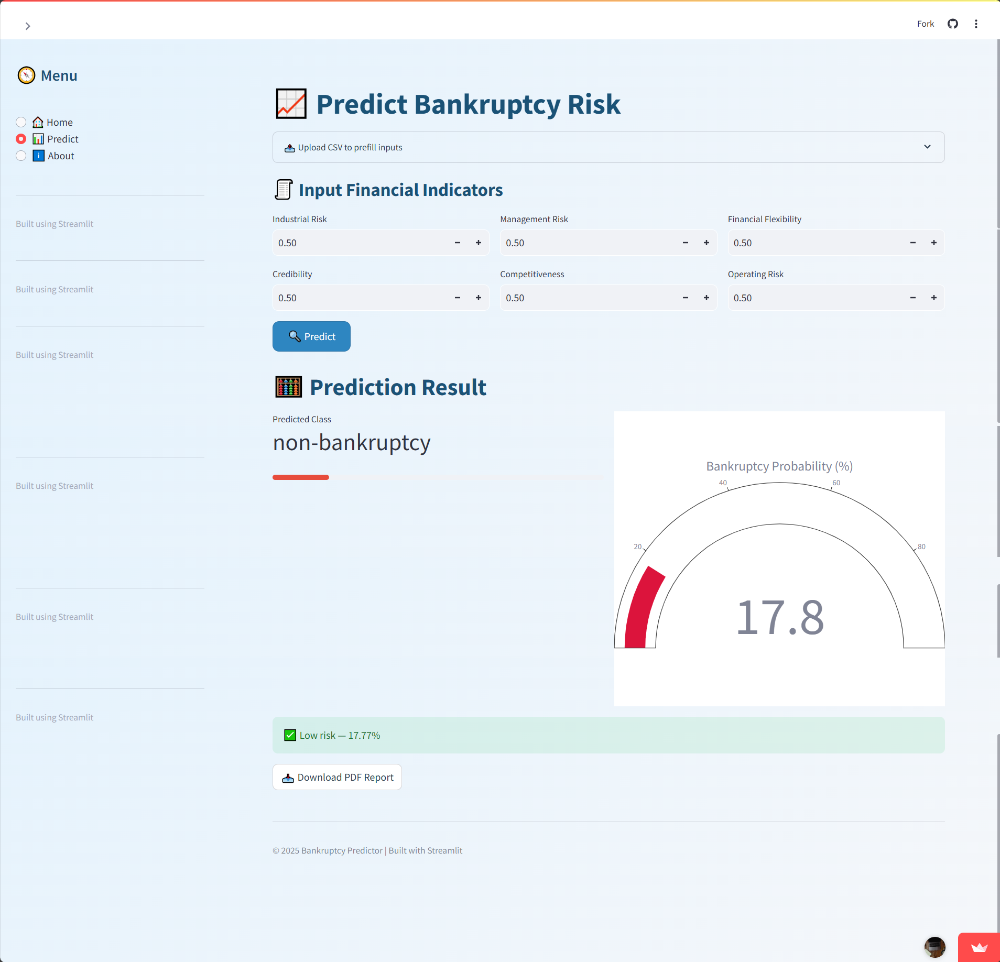 Fork
Menu
Home
Predict
About
Built using Streamlit
Built using Streamlit
Built using Streamlit
Built using Streamlit
Built using Streamlit
Built using Streamlit
Predict Bankruptcy Risk
Upload CSV to prefill inputs
Input Financial Indicators
Industrial Risk Management Risk Financial Flexibility
0.50 0.50 0.50
Credibility Competitiveness Operating Risk
0.50 0.50 0.50
Predict
Prediction Result
Predicted Class
non-bankruptcy
Bankruptcy Probability (%)
40 60
20 80
17.8
Low risk — 17.77%
Download PDF Report
© 2025 Bankruptcy Predictor | Built with Streamlit